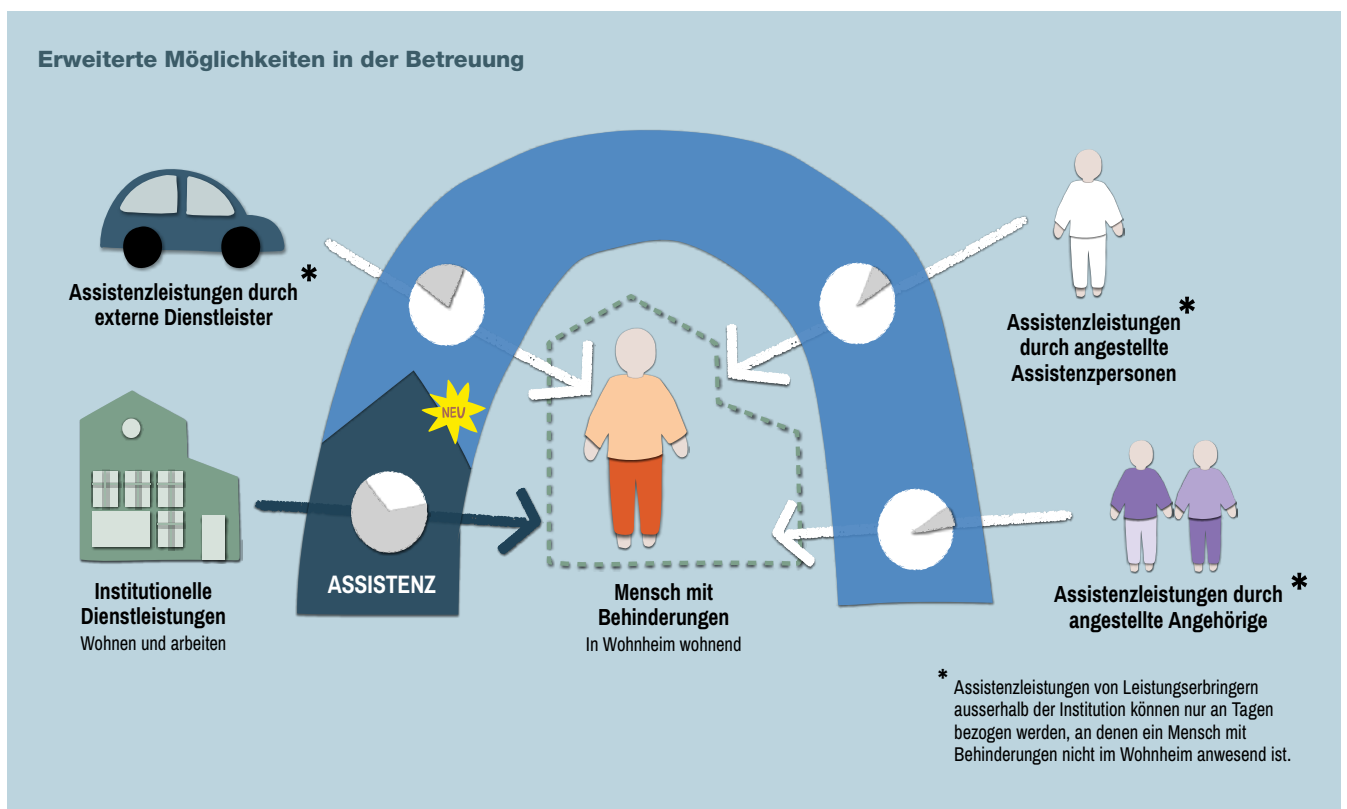 Erweiterte Möglichkeiten in der Betreuung
Assistenzleistungen durch *
externe Dienstleister
Assistenzleistungen *
durch angestellte
Assistenzpersonen
NEU
ASSISTENZ
Institutionelle
Dienstleistungen
Wohnen und arbeiten
Mensch mit
Behinderungen
In Wohnheim wohnend
Assistenzleistungen durch *
angestellte Angehörige
* Assistenzleistungen von Leistungserbringern
ausserhalb der Institution können nur an Tagen
bezogen werden, an denen ein Mensch mit
Behinderungen nicht im Wohnheim anwesend ist.